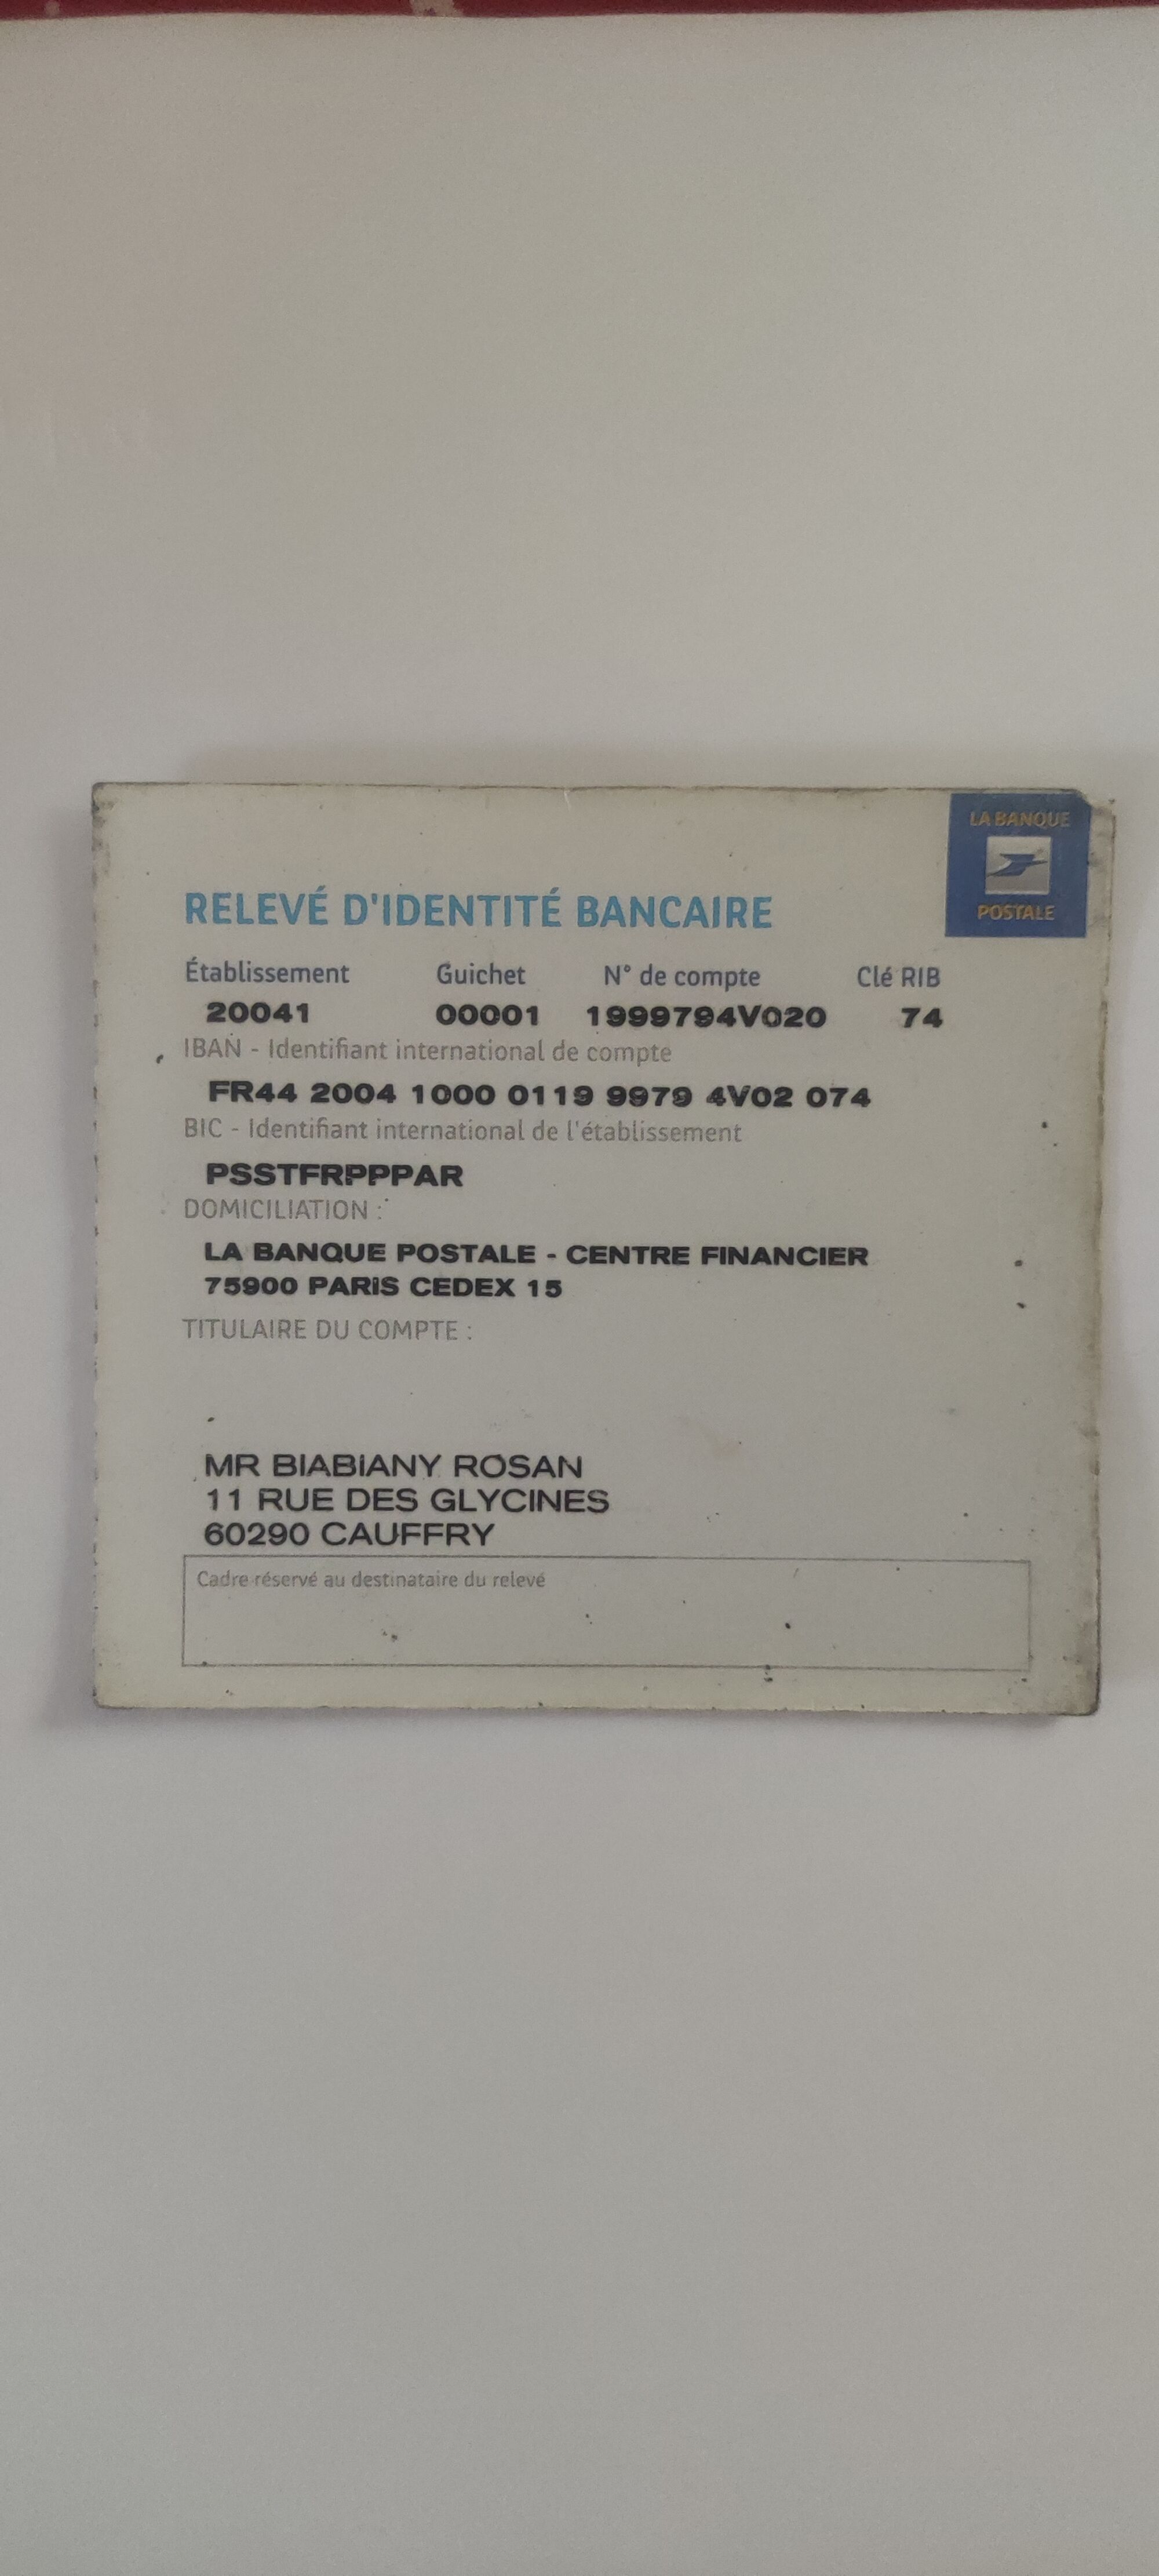 LA BANQUE
POSTALE
RELEVÉ D'IDENTITÉ BANCAIRE
Établissement Guichet N° de compte Clé RIB
20041 00001 1999794V020 74
IBAN - Identifiant international de compte
FR44 2004 1000 0119 9979 4V02 074
BIC - Identifiant international de l'établissement
PSSTFRPPPAR
DOMICILIATION :
LA BANQUE POSTALE - CENTRE FINANCIER
75900 PARIS CEDEX 15
TITULAIRE DU COMPTE :
MR BIABIANY ROSAN
11 RUE DES GLYCINES
60290 CAUFFRY
Cadre réservé au destinataire du relevé